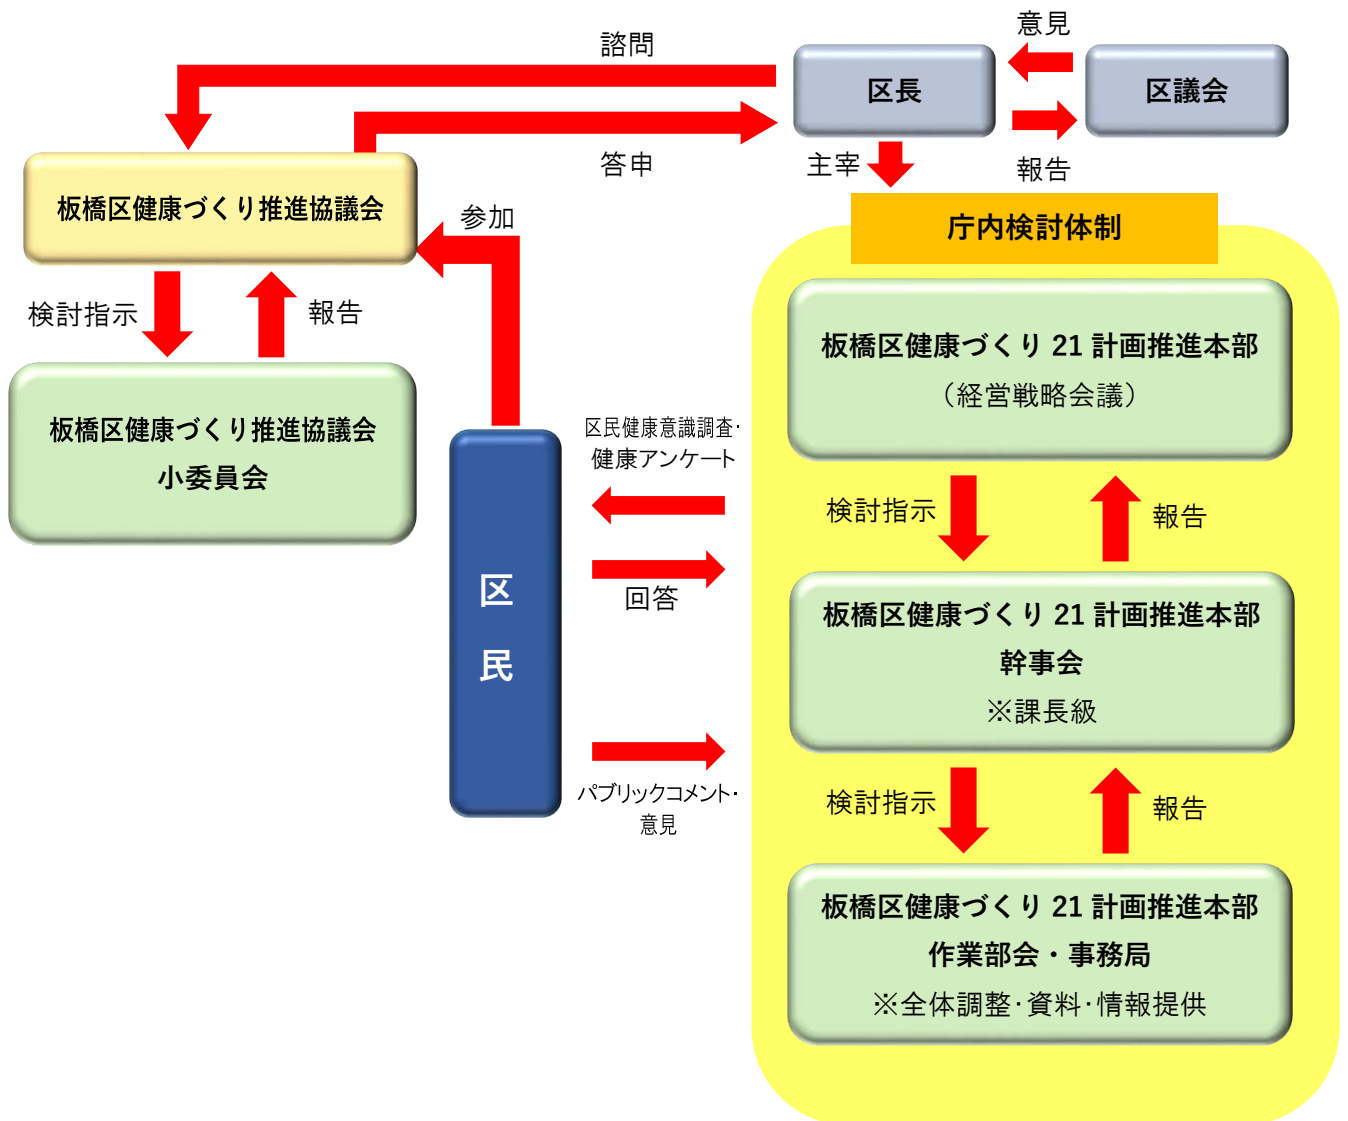 諮問
意見
区長
区議会
答申
主宰
報告
板橋区健康づくり推進協議会
参加
庁内検討体制
検討指示
報告
板橋区健康づくり推進協議会
小委員会
板橋区健康づくり 21 計画推進本部
（経営戦略会議）
区民健康意識調査･
健康アンケート
検討指示
報告
回答
区
民
板橋区健康づくり 21 計画推進本部
幹事会
※課長級
パブリックコメント･
意見
検討指示
報告
板橋区健康づくり 21 計画推進本部
作業部会・事務局
※全体調整･資料･情報提供